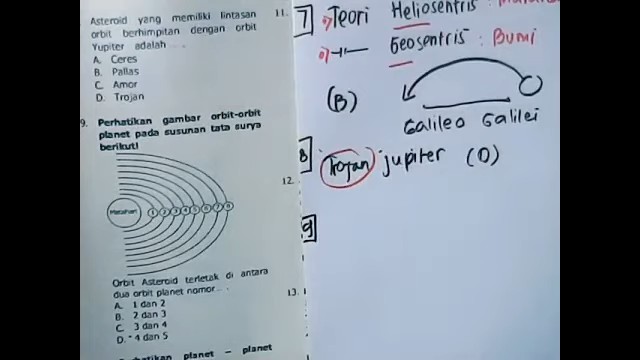 Asteroid yang memiliki lintasan
orbit berhimpitan dengan orbit
Yupiter adalah ....
A. Ceres
B. Pallas
C. Amor
D. Trojan
9. Perhatikan gambar orbit-orbit
planet pada susunan tata surya
berikut!
Matahari
1 2 3 4 5 6 7 8
Orbit Asteroid terletak di antara
dua orbit planet nomor ....
A. 1 dan 2
B. 2 dan 3
C. 3 dan 4
D. 4 dan 5
planet – planet
11.
12.
13.
7 Teori Heliosentris :
Geosentris : Bumi
(B)
Galileo Galilei
8 Trojan jupiter (D)
9